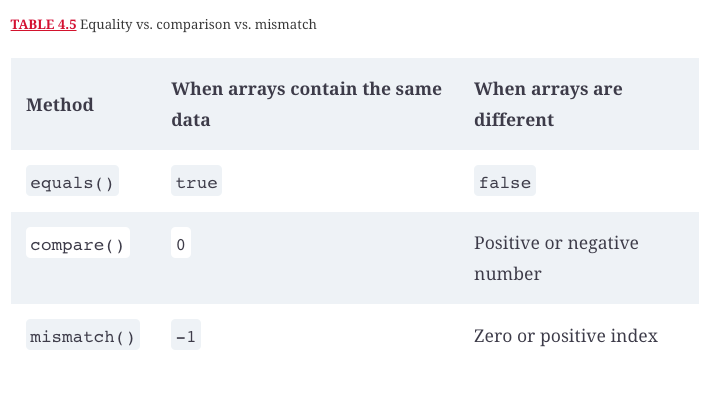 TABLE 4.5 Equality vs. comparison vs. mismatch
Method
When arrays contain the same
data
When arrays are
different
equals()
true
false
compare()
0
Positive or negative
number
mismatch()
−1
Zero or positive index